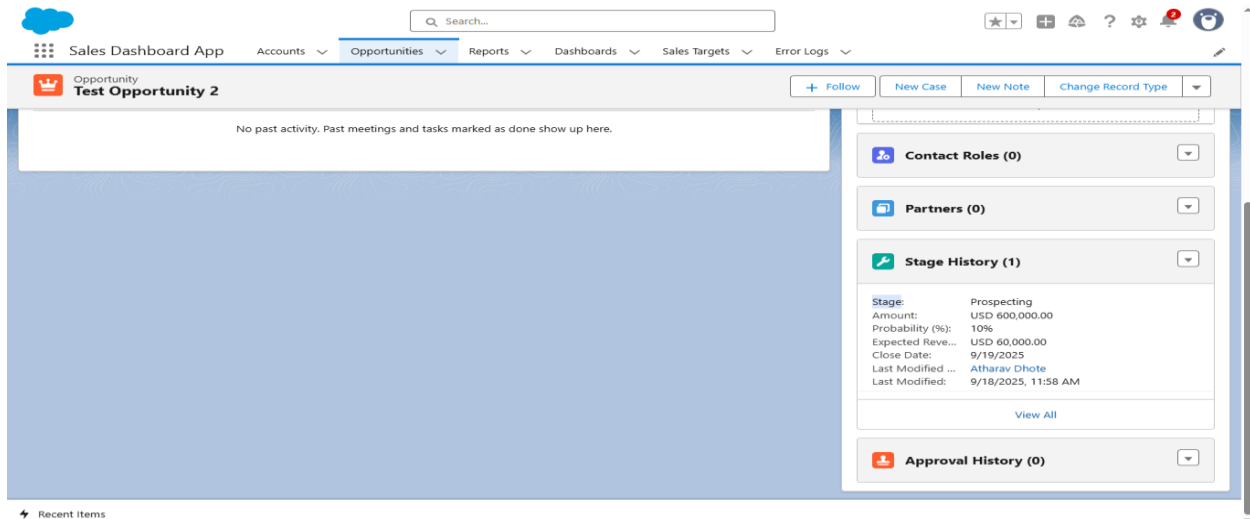 Search...
2
Sales Dashboard App Accounts Opportunities Reports Dashboards Sales Targets Error Logs
Opportunity
Test Opportunity 2
Follow New Case New Note Change Record Type
No past activity. Past meetings and tasks marked as done show up here.
Contact Roles (0)
Partners (0)
Stage History (1)
Stage: Prospecting
Amount: USD 600,000.00
Probability (%): 10%
Expected Reve... USD 60,000.00
Close Date: 9/19/2025
Last Modified ... Atharav Dhote
Last Modified: 9/18/2025, 11:58 AM
View All
Approval History (0)
Recent Items